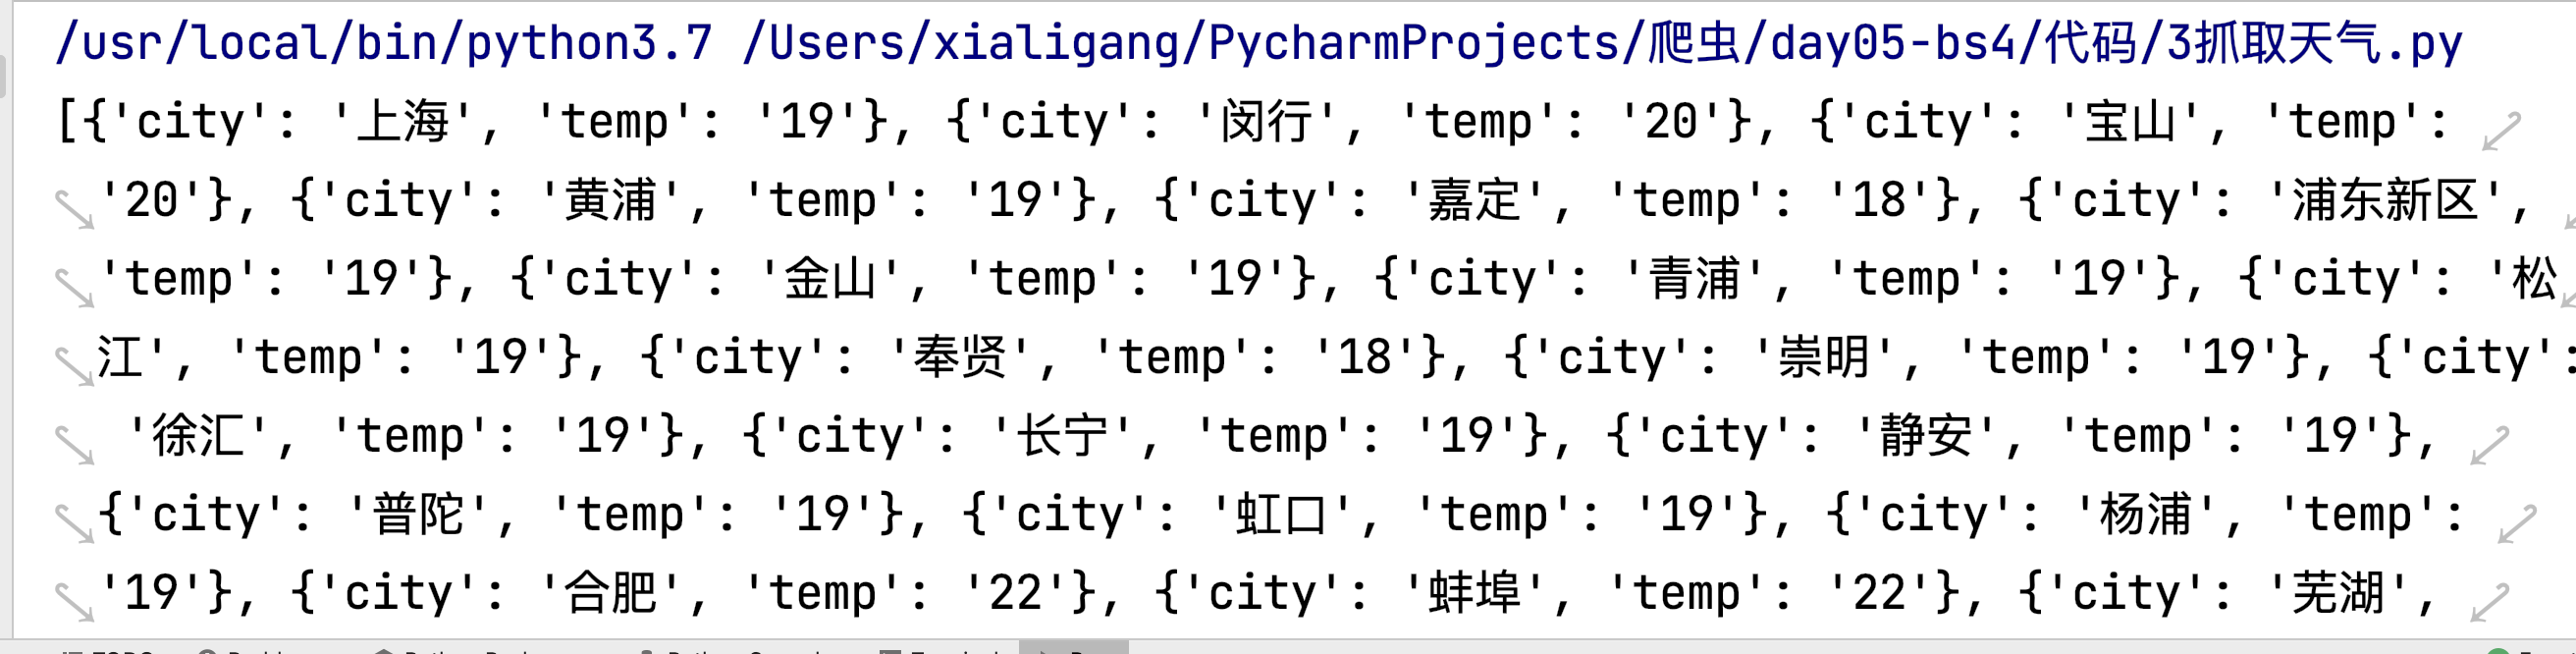 /usr/local/bin/python3.7 /Users/xialigang/PycharmProjects/爬虫/day05-bs4/代码/3抓取天气.py
[{'city': '上海', 'temp': '19'}, {'city': '闵行', 'temp': '20'}, {'city': '宝山', 'temp':
'20'}, {'city': '黄浦', 'temp': '19'}, {'city': '嘉定', 'temp': '18'}, {'city': '浦东新区',
'temp': '19'}, {'city': '金山', 'temp': '19'}, {'city': '青浦', 'temp': '19'}, {'city': '松
江', 'temp': '19'}, {'city': '奉贤', 'temp': '18'}, {'city': '崇明', 'temp': '19'}, {'city':
'徐汇', 'temp': '19'}, {'city': '长宁', 'temp': '19'}, {'city': '静安', 'temp': '19'},
{'city': '普陀', 'temp': '19'}, {'city': '虹口', 'temp': '19'}, {'city': '杨浦', 'temp':
'19'}, {'city': '合肥', 'temp': '22'}, {'city': '蚌埠', 'temp': '22'}, {'city': '芜湖',